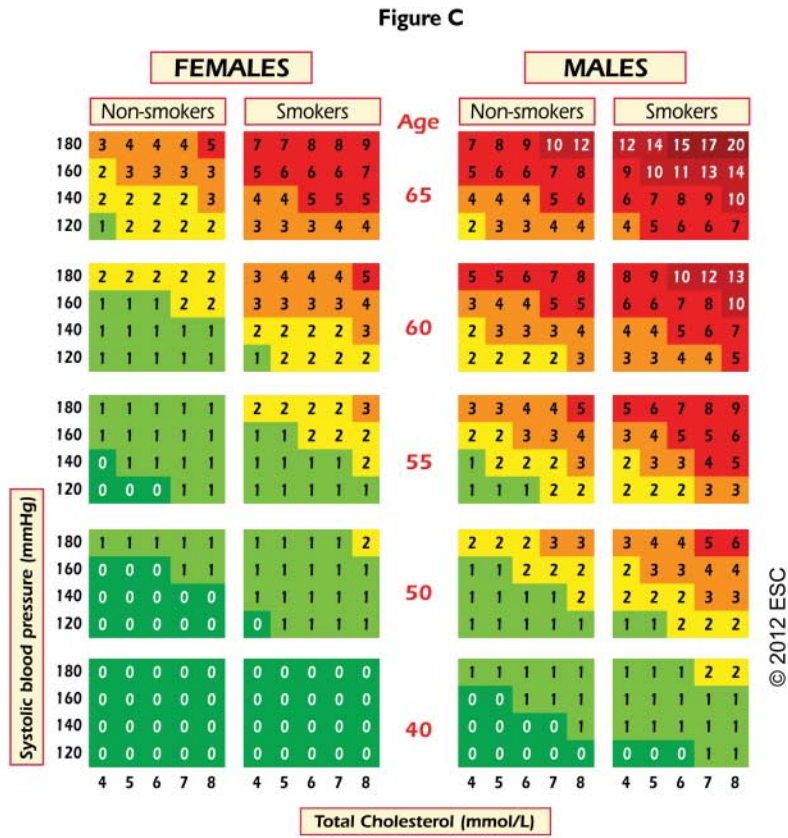 Figure C
FEMALES MALES
Non-smokers Smokers Age Non-smokers Smokers
180 3 4 4 4 5 7 7 8 8 9 7 8 9 10 12 12 14 15 17 20
160 2 3 3 3 3 5 6 6 6 7 5 6 6 7 8 9 10 11 13 14
65
140 2 2 2 2 3 4 4 5 5 5 4 4 4 5 6 6 7 8 9 10
120 1 2 2 2 2 3 3 3 4 4 2 3 3 4 4 4 5 6 6 7
180 2 2 2 2 2 3 4 4 4 5 5 5 6 7 8 8 9 10 12 13
160 1 1 1 2 2 3 3 3 3 4 3 4 4 5 5 6 6 7 8 10
60
140 1 1 1 1 1 2 2 2 2 3 2 3 3 3 4 4 4 5 6 7
120 1 1 1 1 1 1 2 2 2 2 2 2 2 2 3 3 3 4 4 5
180 1 1 1 1 1 2 2 2 2 3 3 3 4 4 5 5 6 7 8 9
160 1 1 1 1 1 1 1 2 2 2 2 2 3 3 4 3 4 5 5 6
55
140 0 1 1 1 1 1 1 1 1 2 1 2 2 2 3 2 3 3 4 5
120 0 0 0 1 1 1 1 1 1 1 1 1 1 2 2 2 2 2 3 3
180 1 1 1 1 1 1 1 1 1 2 2 2 2 3 3 3 4 4 5 6
160 0 0 0 1 1 1 1 1 1 1 1 1 2 2 2 2 3 3 4 4
50
140 0 0 0 0 0 1 1 1 1 1 1 1 1 1 2 2 2 2 3 3
120 0 0 0 0 0 0 1 1 1 1 1 1 1 1 1 1 1 2 2 2
180 0 0 0 0 0 0 0 0 0 0 1 1 1 1 1 1 1 1 2 2
160 0 0 0 0 0 0 0 0 0 0 0 0 1 1 1 1 1 1 1 1
40
140 0 0 0 0 0 0 0 0 0 0 0 0 0 0 1 1 1 1 1 1
120 0 0 0 0 0 0 0 0 0 0 0 0 0 0 0 0 0 0 1 1
4 5 6 7 8 4 5 6 7 8 4 5 6 7 8 4 5 6 7 8
Total Cholesterol (mmol/L)
Systolic blood pressure (mmHg)
© 2012 ESC